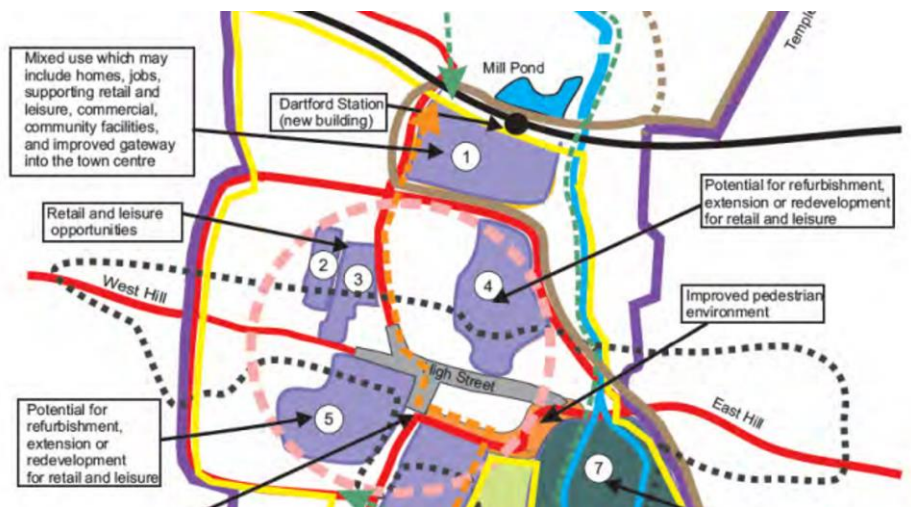 Mixed use which may
include homes, jobs,
supporting retail and
leisure, commercial,
community facilities,
and improved gateway
into the town centre
Mill Pond
Temple
Dartford Station
(new building)
1
Retail and leisure
opportunities
Potential for refurbishment,
extension or redevelopment
for retail and leisure
2
3
4
West Hill
Improved pedestrian
environment
High Street
East Hill
Potential for
refurbishment,
extension or
redevelopment
for retail and leisure
5
7